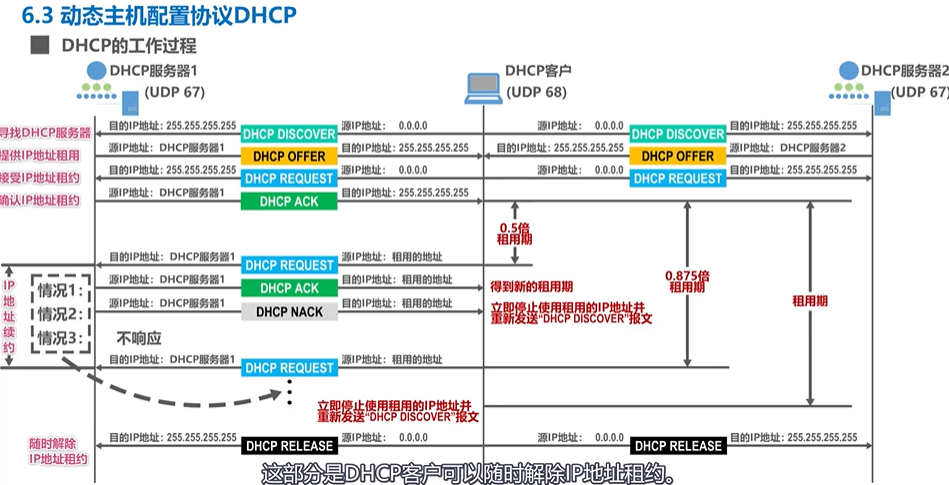 6.3 动态主机配置协议DHCP
DHCP的工作过程
DHCP服务器1
(UDP 67)
DHCP客户
(UDP 68)
DHCP服务器2
(UDP 67)
寻找DHCP服务器
目的IP地址：255.255.255.255
DHCP DISCOVER
源IP地址： 0.0.0.0
源IP地址： 0.0.0.0
DHCP DISCOVER
目的IP地址：255.255.255.255
提供IP地址租用
源IP地址：DHCP服务器1
DHCP OFFER
目的IP地址：255.255.255.255
目的IP地址：255.255.255.255
DHCP OFFER
源IP地址：DHCP服务器2
接受IP地址租约
目的IP地址：255.255.255.255
DHCP REQUEST
源IP地址： 0.0.0.0
源IP地址： 0.0.0.0
DHCP REQUEST
目的IP地址：255.255.255.255
确认IP地址租约
源IP地址：DHCP服务器1
DHCP ACK
目的IP地址：255.255.255.255
0.5倍
租用期
0.875倍
租用期
租用期
IP地址续约
目的IP地址：DHCP服务器1
DHCP REQUEST
源IP地址：租用的地址
情况1：
源IP地址：DHCP服务器1
DHCP ACK
目的IP地址：租用的地址
得到新的租用期
情况2：
源IP地址：DHCP服务器1
DHCP NACK
目的IP地址：租用的地址
立即停止使用租用的IP地址并
重新发送“DHCP DISCOVER”报文
情况3：
不响应
目的IP地址：DHCP服务器1
DHCP REQUEST
源IP地址：租用的地址
立即停止使用租用的IP地址并
重新发送“DHCP DISCOVER”报文
随时解除
IP地址租约
目的IP地址：255.255.255.255
DHCP RELEASE
源IP地址： 0.0.0.0
源IP地址： 0.0.0.0
DHCP RELEASE
目的IP地址：255.255.255.255
这部分是DHCP客户可以随时解除IP地址租约。